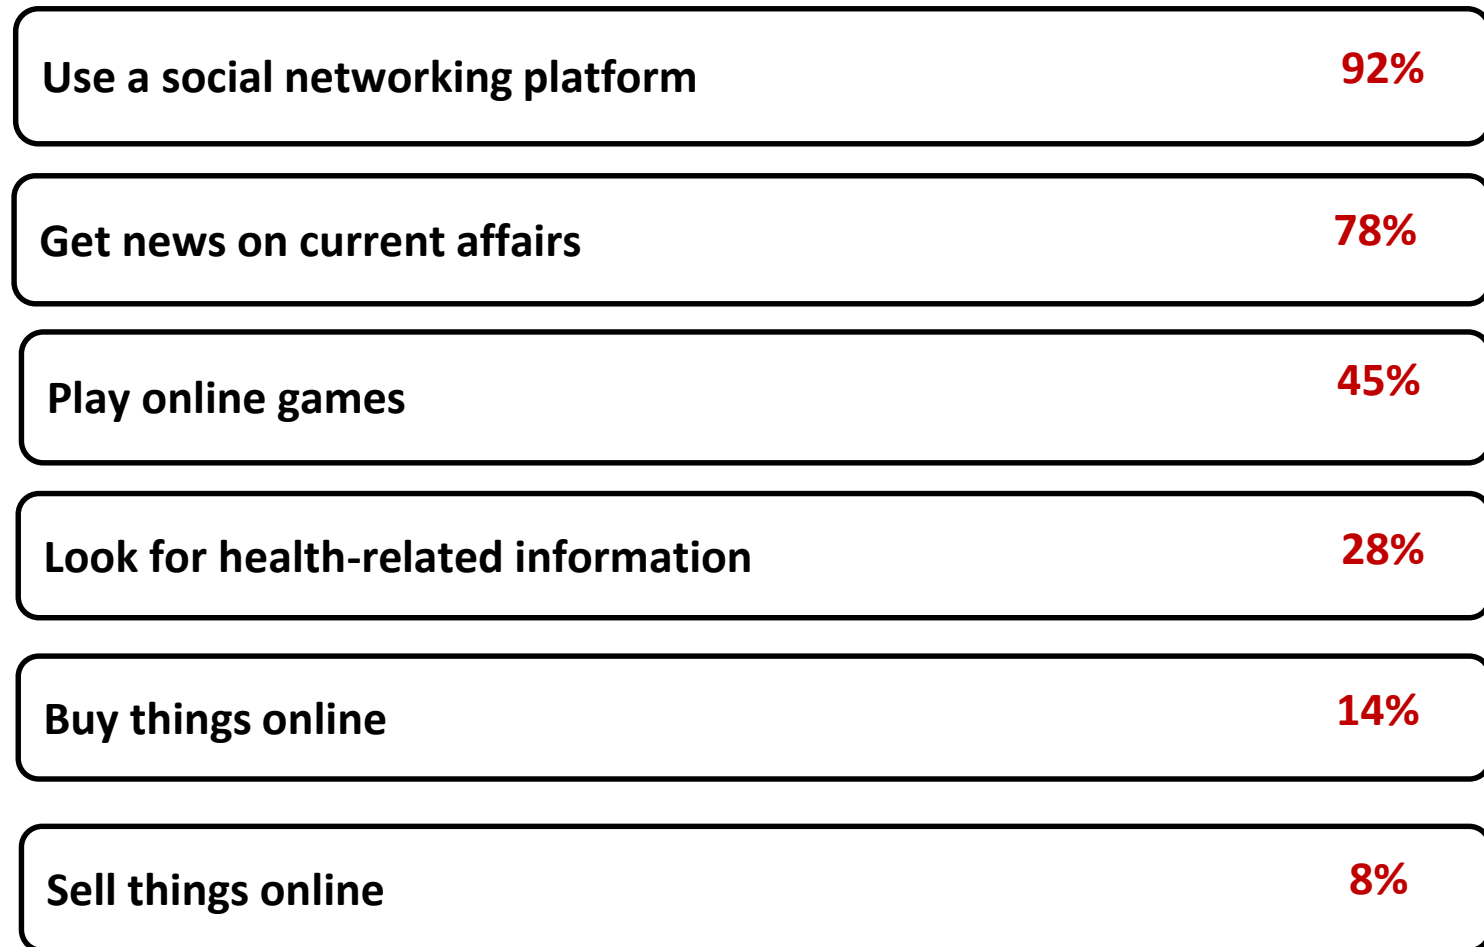 Use a social networking platform 92%
Get news on current affairs 78%
Play online games 45%
Look for health-related information 28%
Buy things online 14%
Sell things online 8%